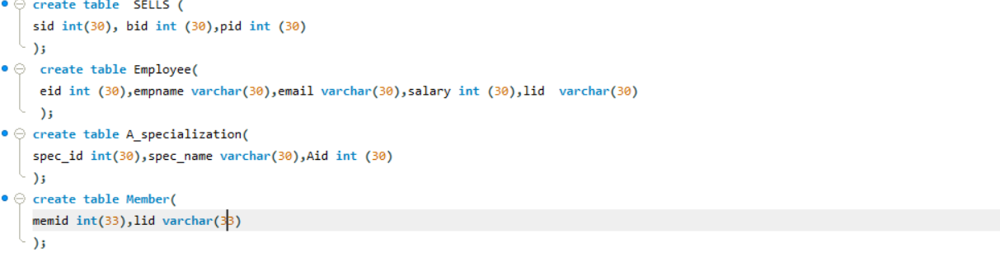 create table  SELLS (
sid int(30), bid int (30),pid int (30)
);
create table Employee(
eid int (30),empname varchar(30),email varchar(30),salary int (30),lid  varchar(30)
);
create table A_specialization(
spec_id int(30),spec_name varchar(30),Aid int (30)
);
create table Member(
memid int(33),lid varchar(33)
);